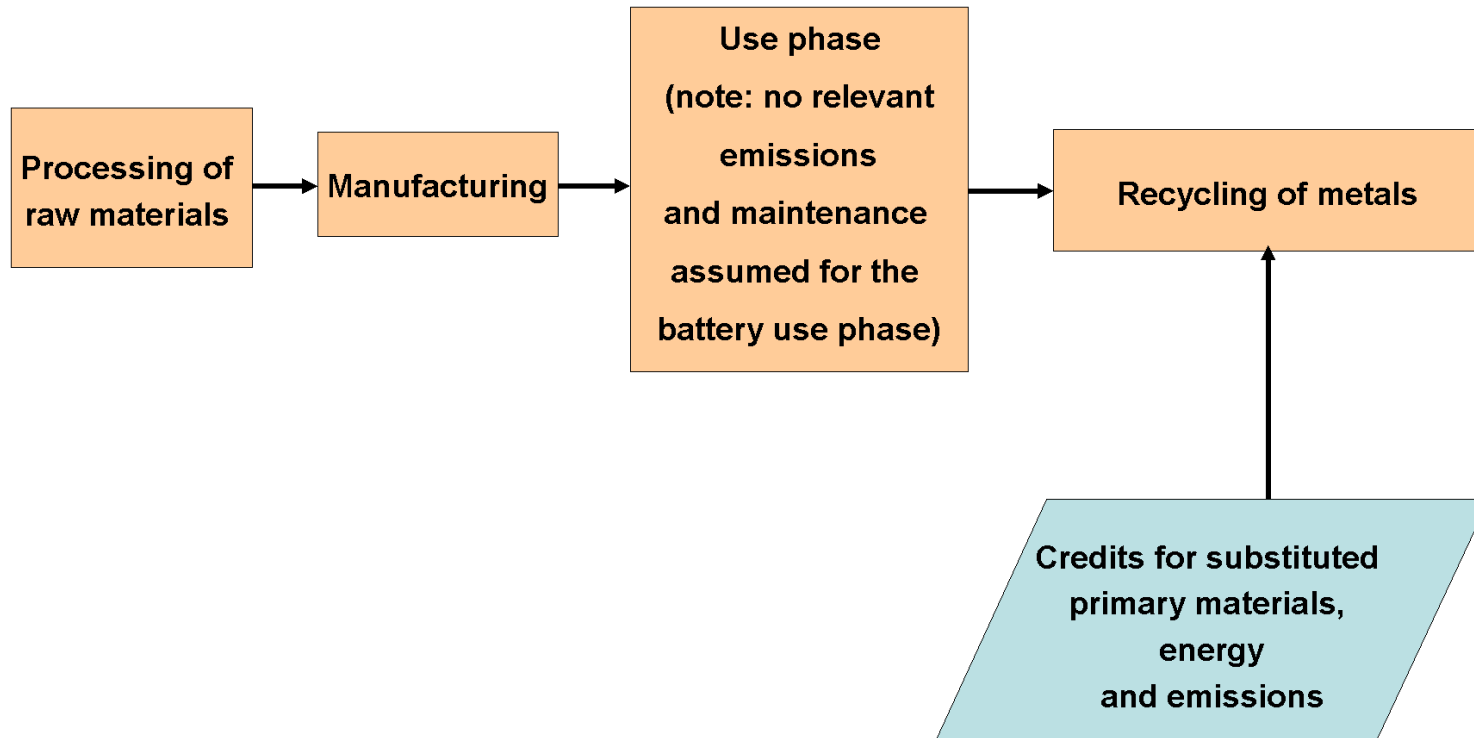 Processing of
raw materials
Manufacturing
Use phase
(note: no relevant
emissions
and maintenance
assumed for the
battery use phase)
Recycling of metals
Credits for substituted
primary materials,
energy
and emissions